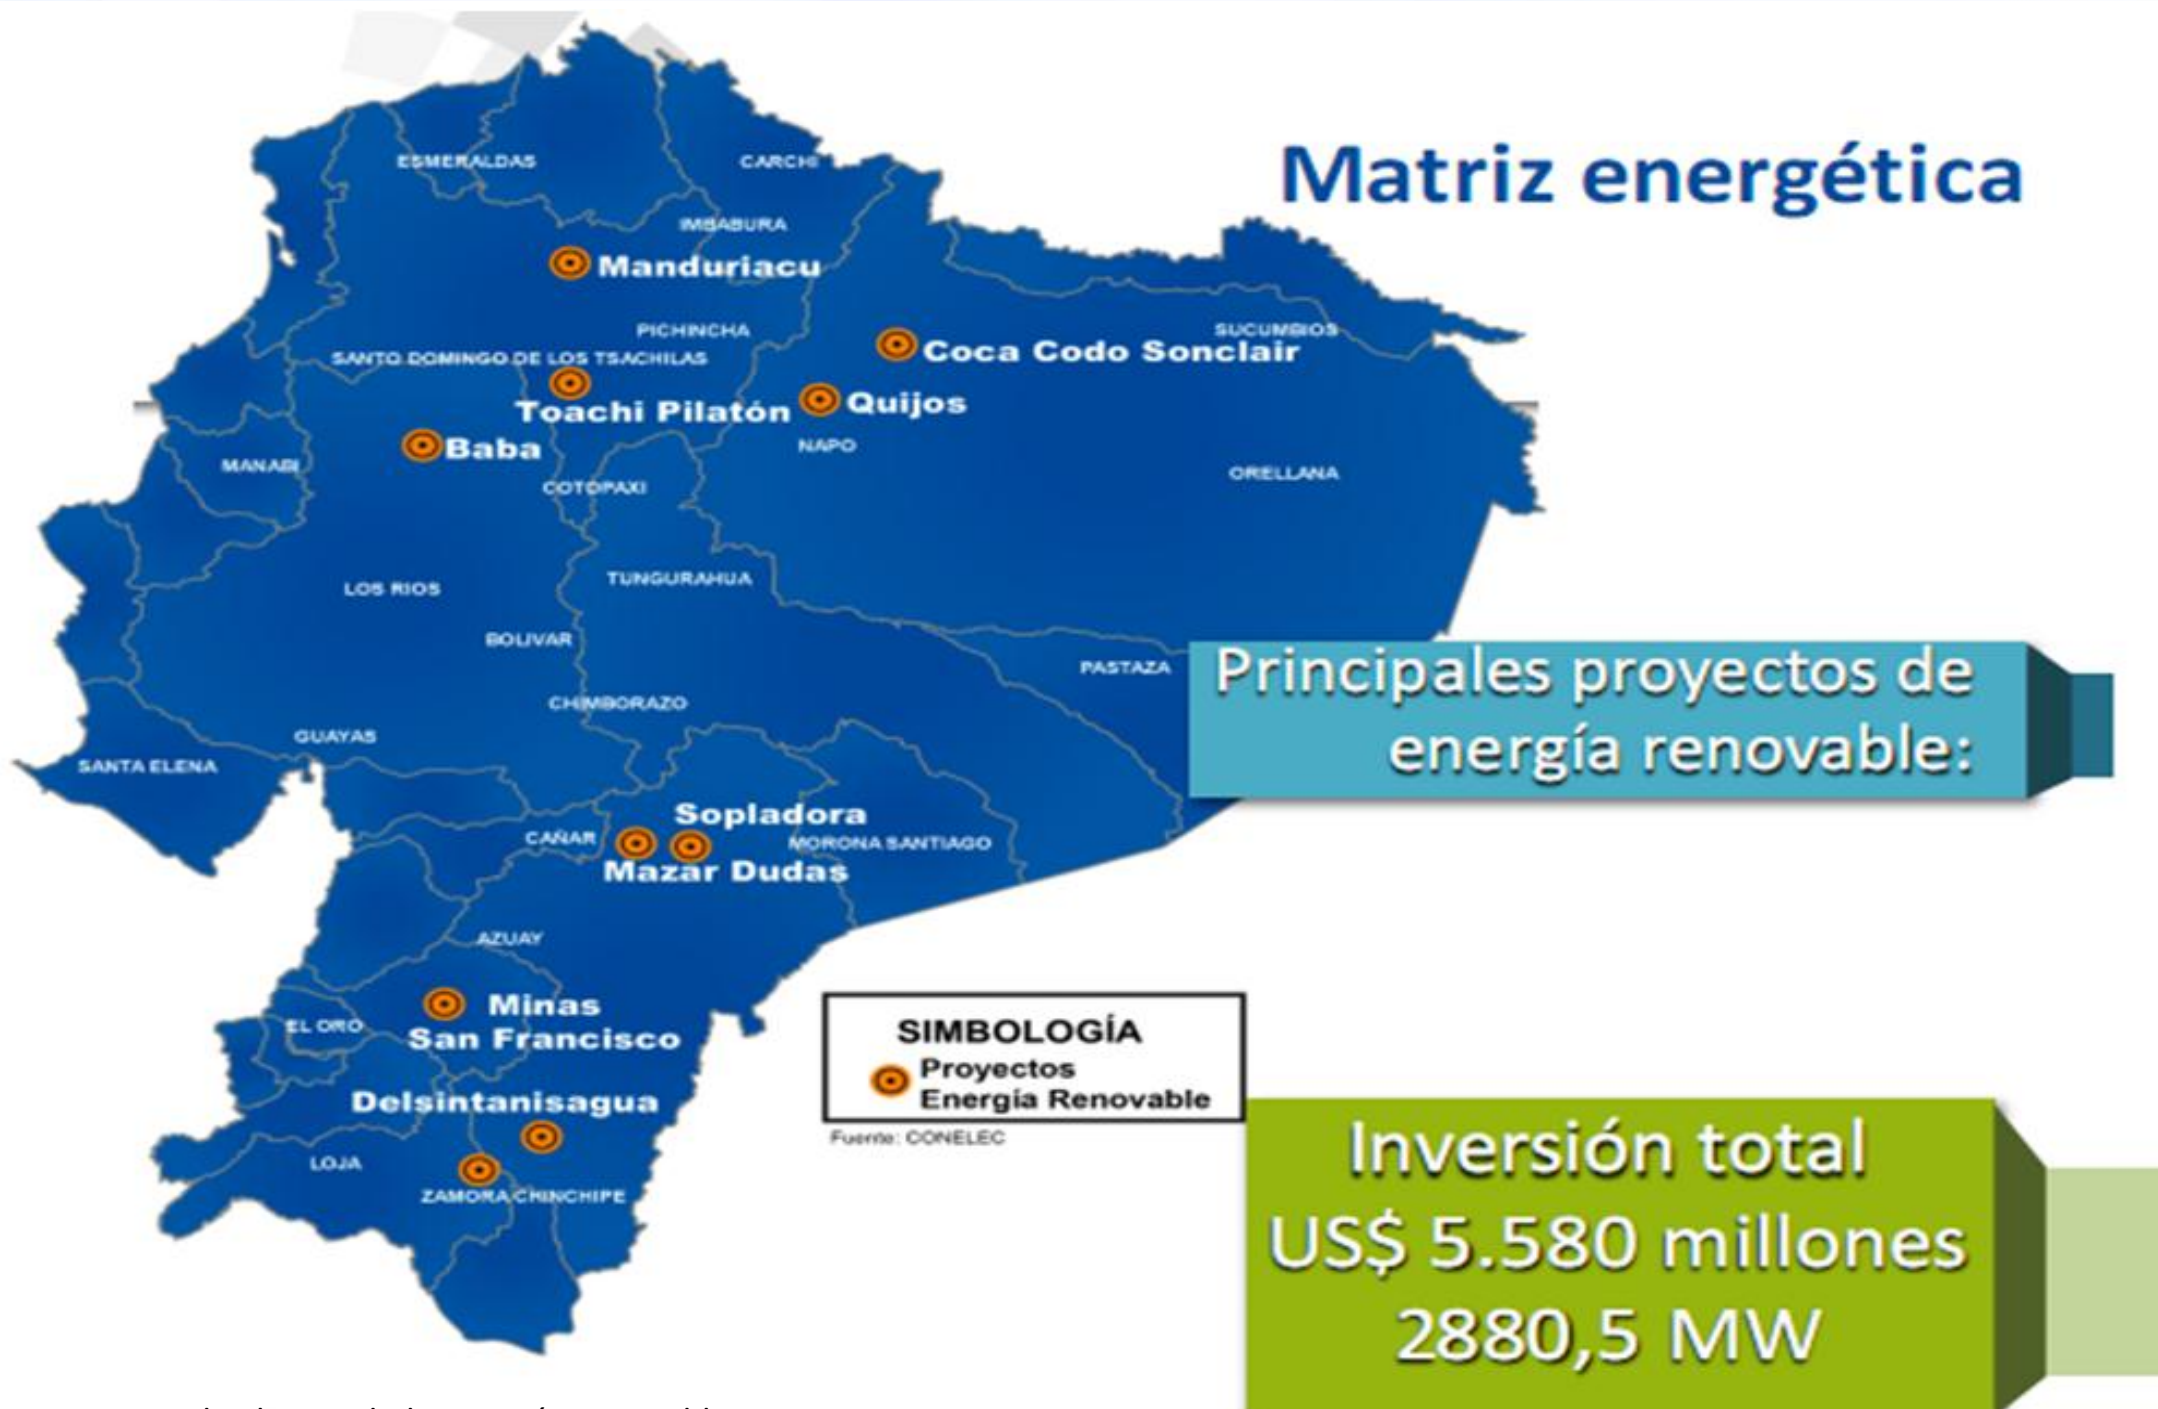 Matriz energética
ESMERALDAS
CARCHI
IMBABURA
Manduriacu
PICHINCHA
SUCUMBIOS
Coca Codo Sonclair
SANTO DOMINGO DE LOS TSACHILAS
Toachi Pilatón
Quijos
Baba
NAPO
MANABI
ORELLANA
COTOPAXI
TUNGURAHUA
LOS RIOS
BOLIVAR
PASTAZA
Principales proyectos de
energía renovable:
CHIMBORAZO
GUAYAS
SANTA ELENA
Sopladora
CAÑAR
MORONA SANTIAGO
Mazar Dudas
AZUAY
Minas
San Francisco
EL ORO
Delsintanisagua
LOJA
ZAMORA CHINCHIPE
SIMBOLOGÍA
Proyectos
Energía Renovable
Fuente: CONELEC
Inversión total
US$ 5.580 millones
2880,5 MW